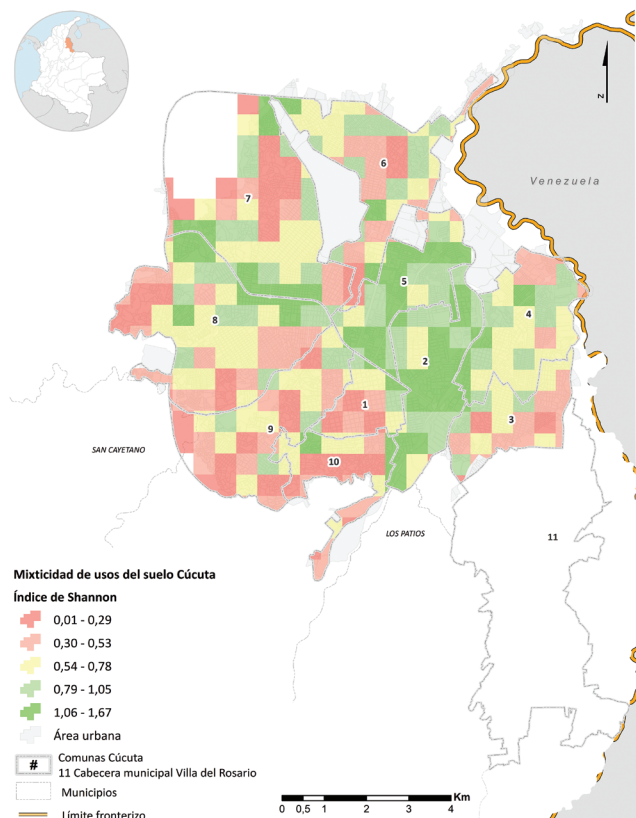 N
Venezuela
6
7
5
4
8
2
1
3
9
10
SAN CAYETANO
LOS PATIOS
11
Mixticidad de usos del suelo Cúcuta
Índice de Shannon
0,01 - 0,29
0,30 - 0,53
0,54 - 0,78
0,79 - 1,05
1,06 - 1,67
Área urbana
# Comunas Cúcuta
11 Cabecera municipal Villa del Rosario
Municipios
Límite fronterizo
0 0,5 1 2 3 4 Km